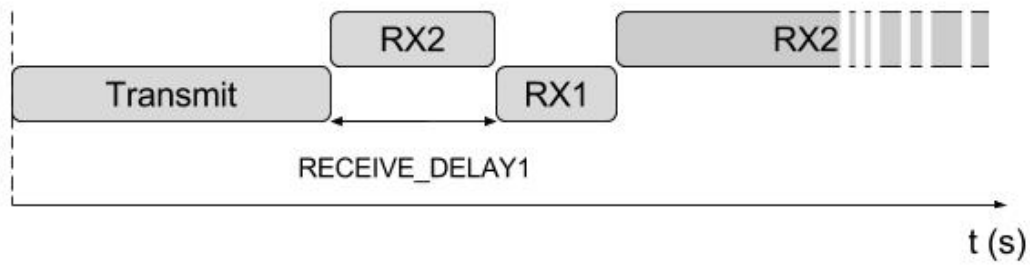 RX2
RX2
Transmit
RX1
RECEIVE_DELAY1
t (s)